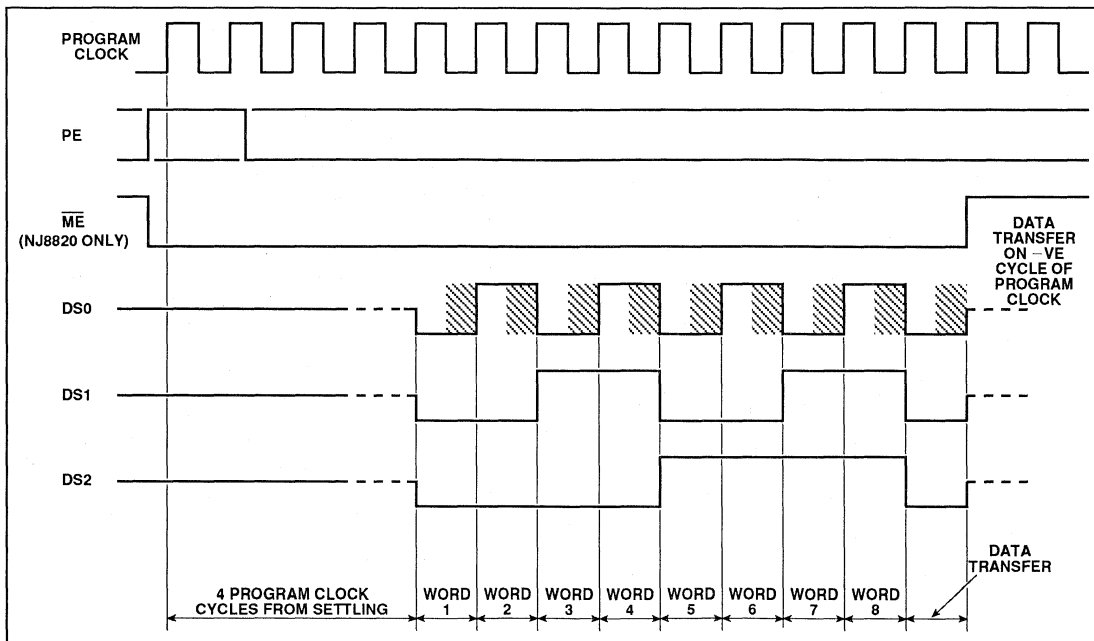 PROGRAM
CLOCK
PE
ME
(NJ8820 ONLY)
DATA
TRANSFER
ON –VE
CYCLE OF
PROGRAM
CLOCK
DS0
DS1
DS2
DATA
TRANSFER
4 PROGRAM CLOCK
CYCLES FROM SETTLING
WORD
1
WORD
2
WORD
3
WORD
4
WORD
5
WORD
6
WORD
7
WORD
8